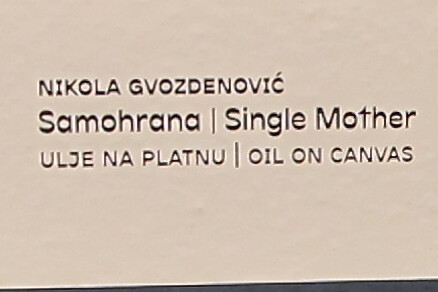 NIKOLA GVOZDENOVIĆ
Samohrana | Single Mother
ULJE NA PLATNU | OIL ON CANVAS